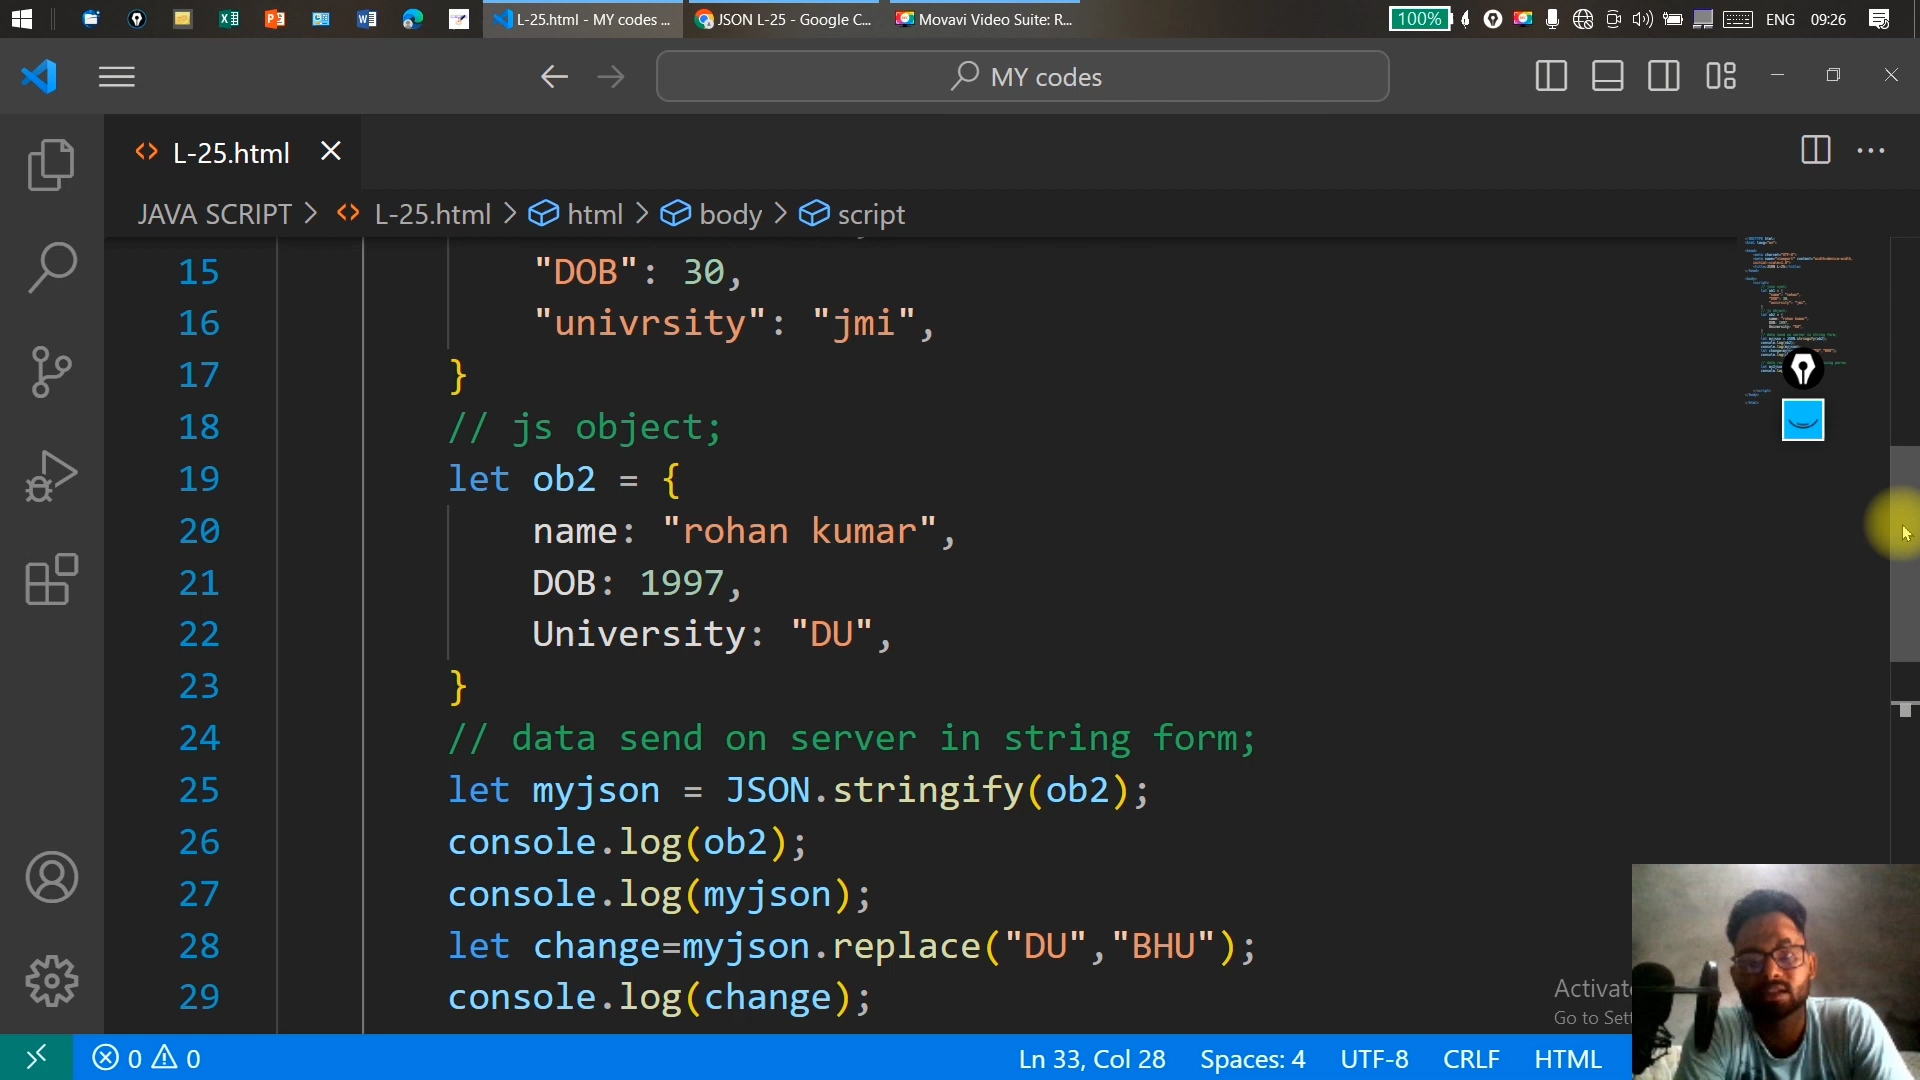 L-25.html - MY codes ...
JSON L-25 - Google C...
Movavi Video Suite: R...
100%
ENG
09:26
MY codes
L-25.html
JAVA SCRIPT > L-25.html > html > body > script
15 "DOB": 30,
16 "univrsity": "jmi",
17 }
18 // js object;
19 let ob2 = {
20 name: "rohan kumar",
21 DOB: 1997,
22 University: "DU",
23 }
24 // data send on server in string form;
25 let myjson = JSON.stringify(ob2);
26 console.log(ob2);
27 console.log(myjson);
28 let change=myjson.replace("DU","BHU");
29 console.log(change);
Activate
Go to Sett
0 0
Ln 33, Col 28
Spaces: 4
UTF-8
CRLF
HTML